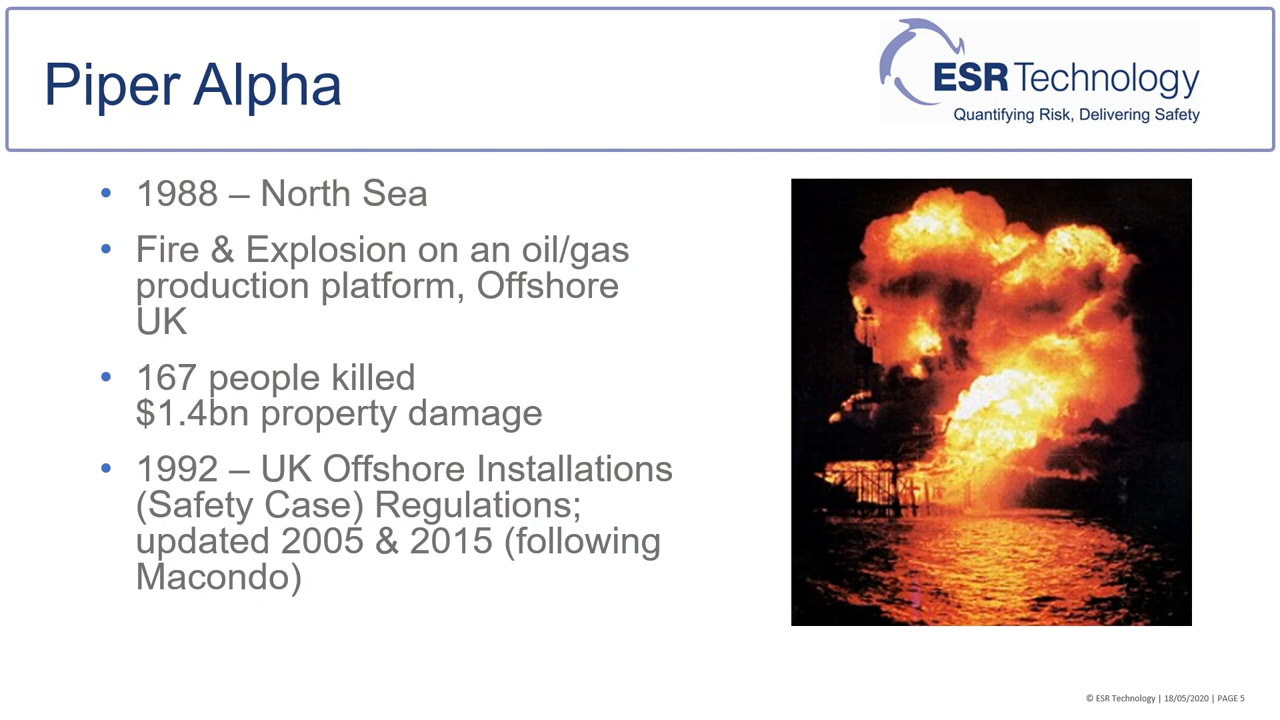 Piper Alpha
ESR Technology
Quantifying Risk, Delivering Safety
• 1988 – North Sea
• Fire & Explosion on an oil/gas
production platform, Offshore
UK
• 167 people killed
$1.4bn property damage
• 1992 – UK Offshore Installations
(Safety Case) Regulations;
updated 2005 & 2015 (following
Macondo)
© ESR Technology | 18/05/2020 | PAGE 5